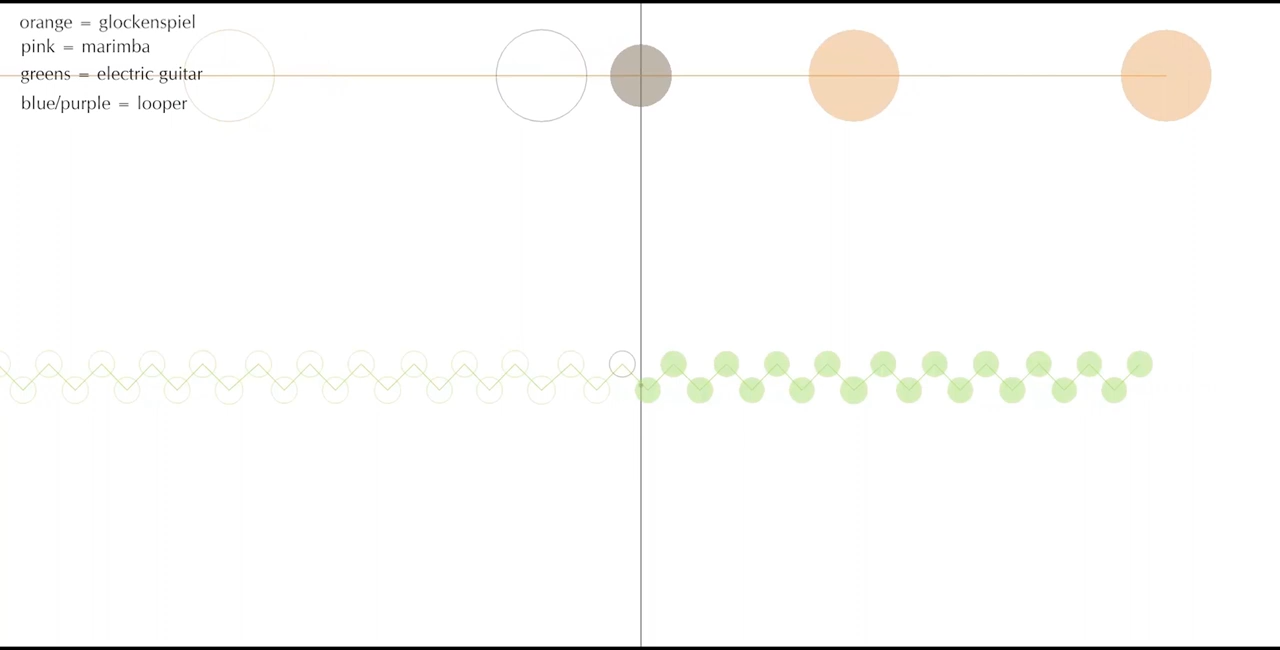 orange = glockenspiel
pink = marimba
greens = electric guitar
blue/purple = looper